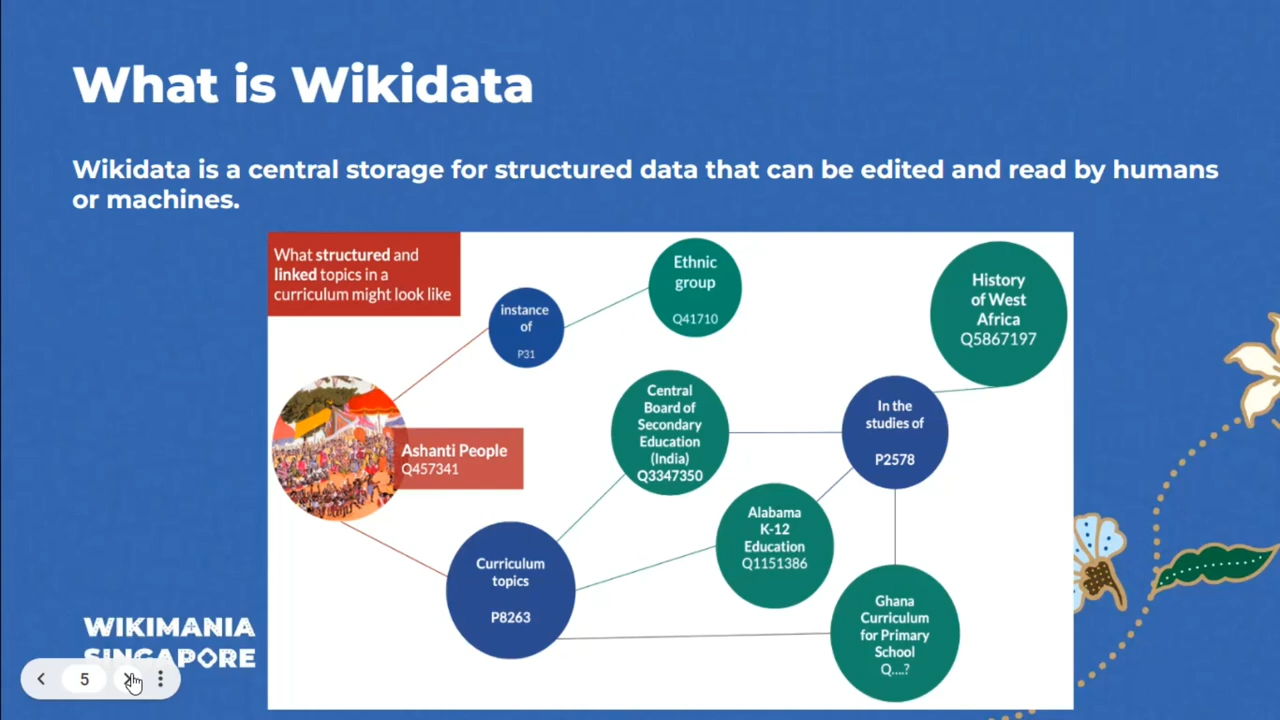 What is Wikidata
Wikidata is a central storage for structured data that can be edited and read by humans
or machines.
What structured and
linked topics in a
curriculum might look like
instance
of
P31
Ethnic
group
Q41710
History
of West
Africa
Q5867197
Ashanti People
Q457341
Central
Board of
Secondary
Education
(India)
Q3347350
In the
studies of
P2578
Alabama
K-12
Education
Q1151386
Curriculum
topics
P8263
Ghana
Curriculum
for Primary
School
Q....?
WIKIMANIA
SINGAPORE
5